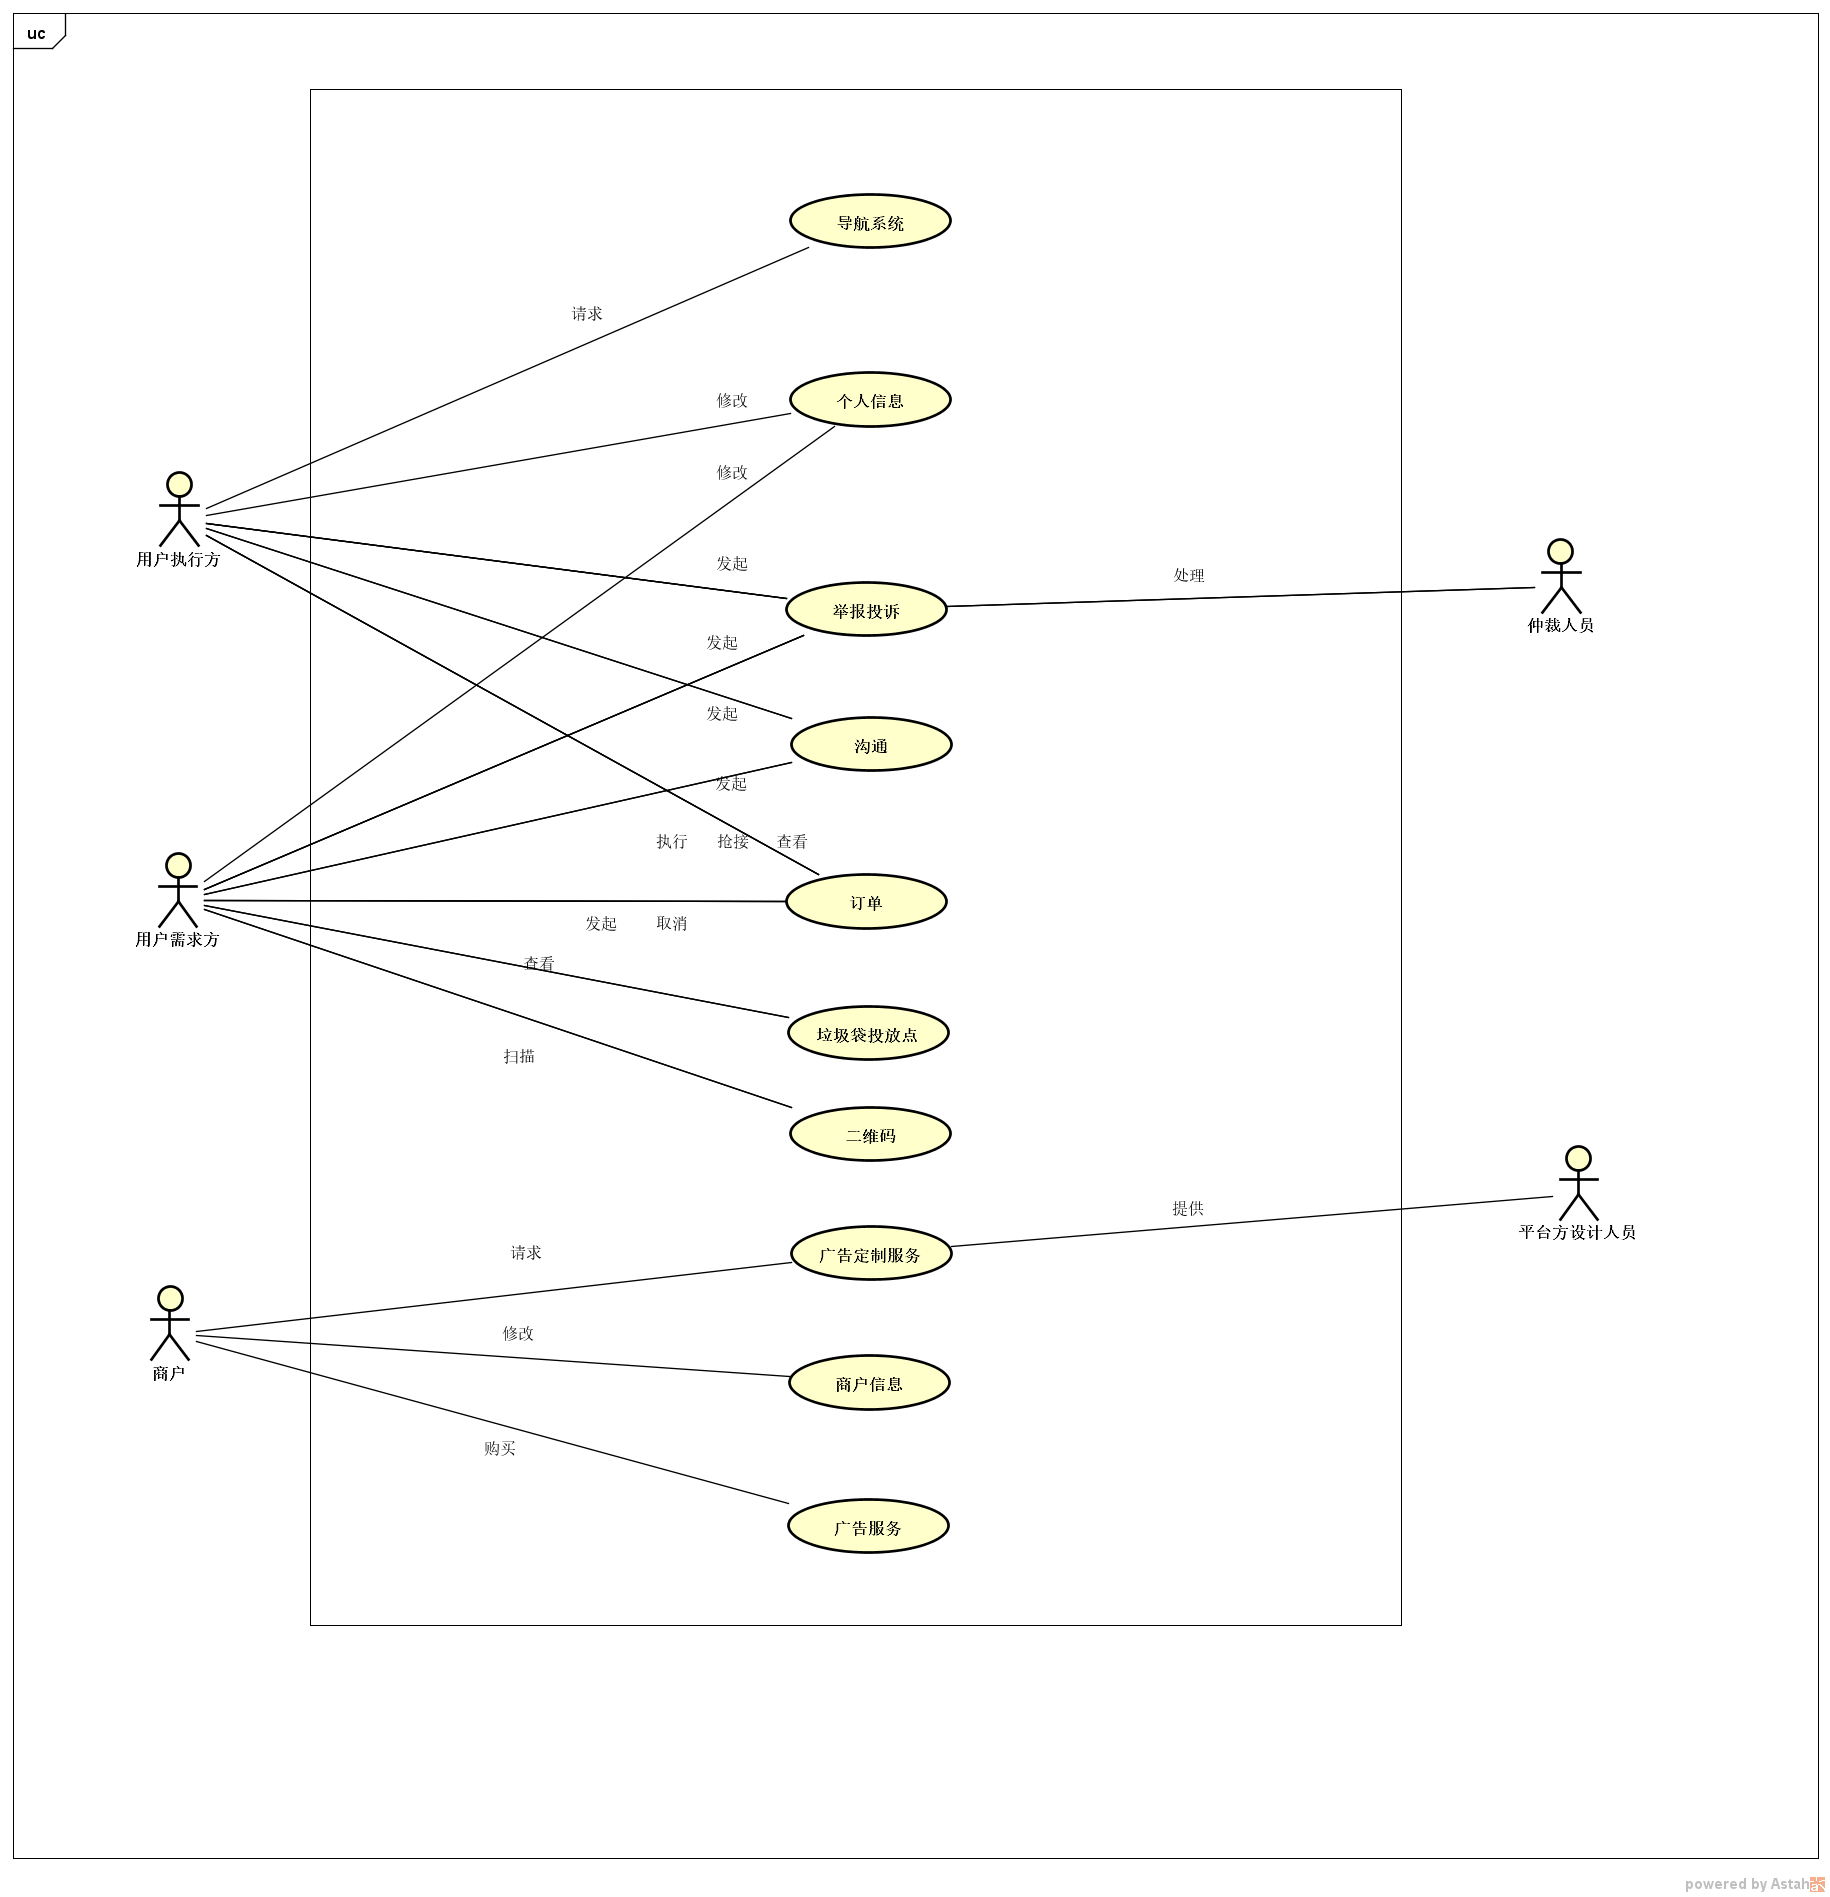 uc
导航系统
请求
修改
个人信息
修改
用户执行方
发起
处理
举报投诉
仲裁人员
发起
发起
沟通
发起
执行 抢接 查看
订单
发起 取消
用户需求方
查看
垃圾袋投放点
扫描
二维码
提供
平台方设计人员
请求
广告定制服务
修改
商户
商户信息
购买
广告服务
powered by Astah